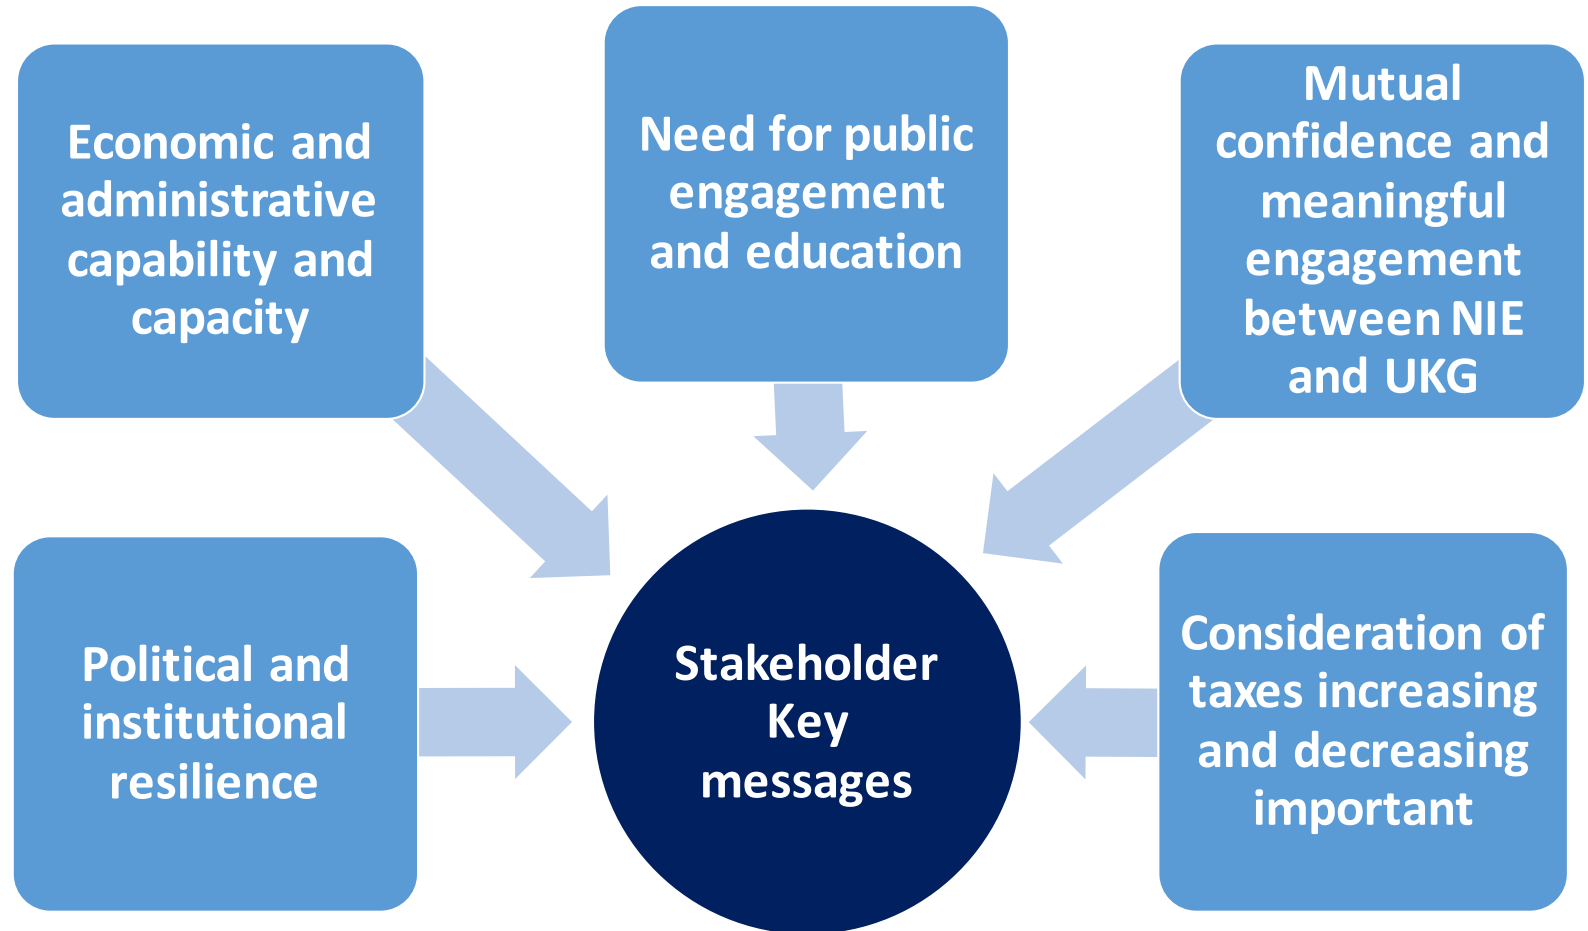 Economic and
administrative
capability and
capacity
Need for public
engagement
and education
Mutual
confidence and
meaningful
engagement
between NIE
and UKG
Political and
institutional
resilience
Stakeholder
Key
messages
Consideration of
taxes increasing
and decreasing
important